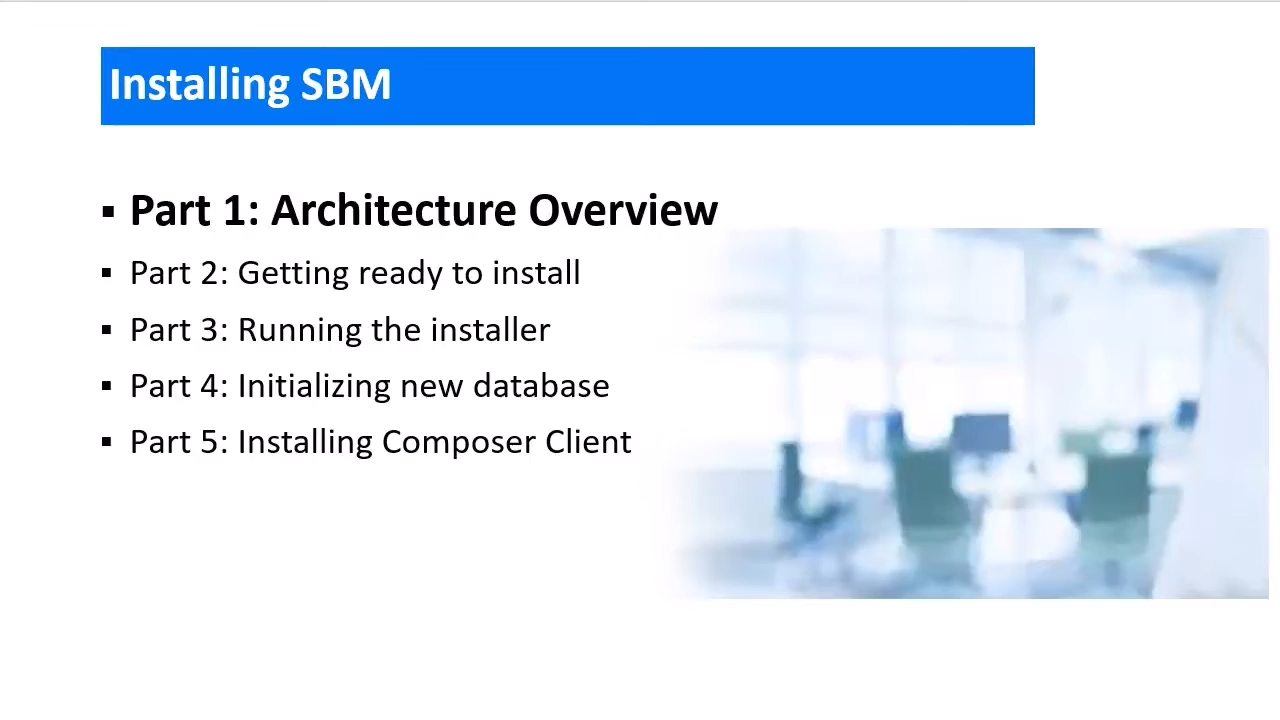 Installing SBM
▪ Part 1: Architecture Overview
▪ Part 2: Getting ready to install
▪ Part 3: Running the installer
▪ Part 4: Initializing new database
▪ Part 5: Installing Composer Client